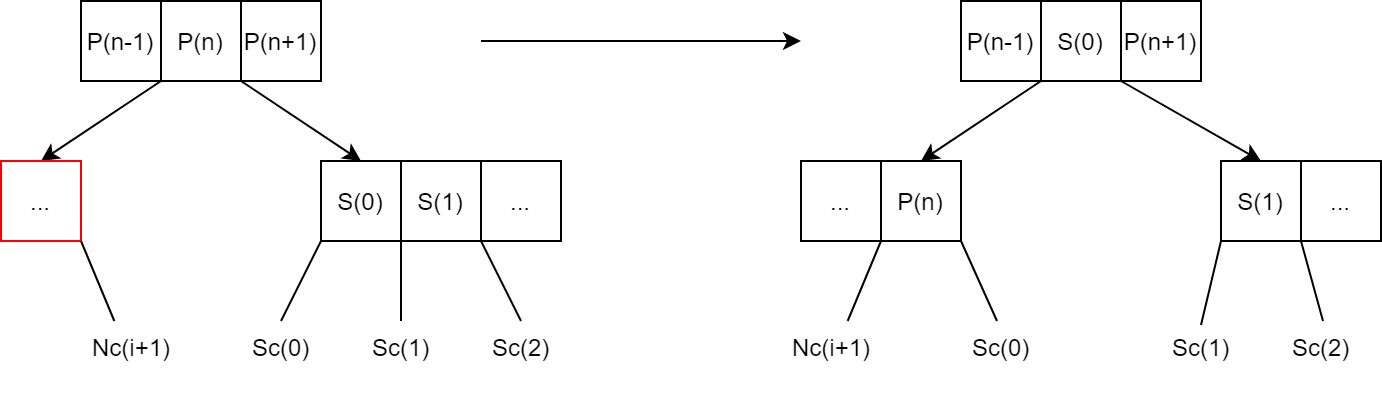 P(n-1) P(n) P(n+1) P(n-1) S(0) P(n+1)
... S(0) S(1) ... ... P(n) S(1) ...
Nc(i+1) Sc(0) Sc(1) Sc(2) Nc(i+1) Sc(0) Sc(1) Sc(2)